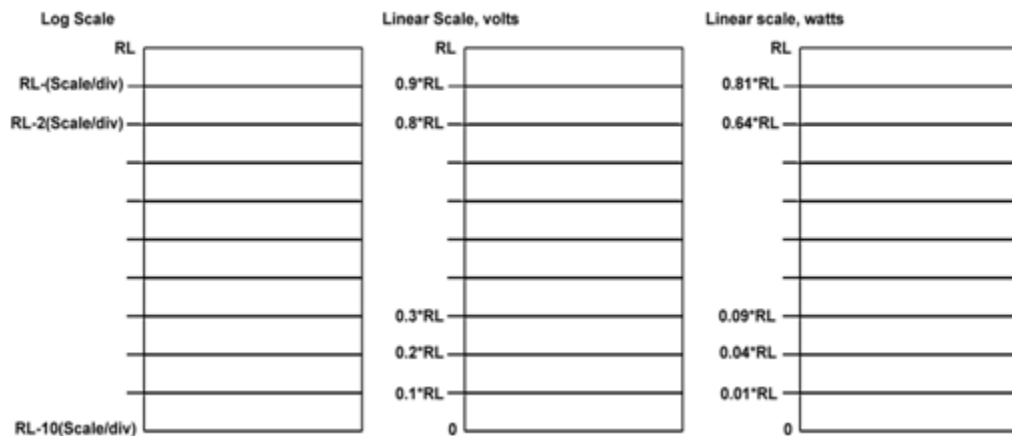 Log Scale
RL
RL-(Scale/div)
RL-2(Scale/div)
RL-10(Scale/div)
Linear Scale, volts
RL
0.9*RL
0.8*RL
0.3*RL
0.2*RL
0.1*RL
0
Linear scale, watts
RL
0.81*RL
0.64*RL
0.09*RL
0.04*RL
0.01*RL
0